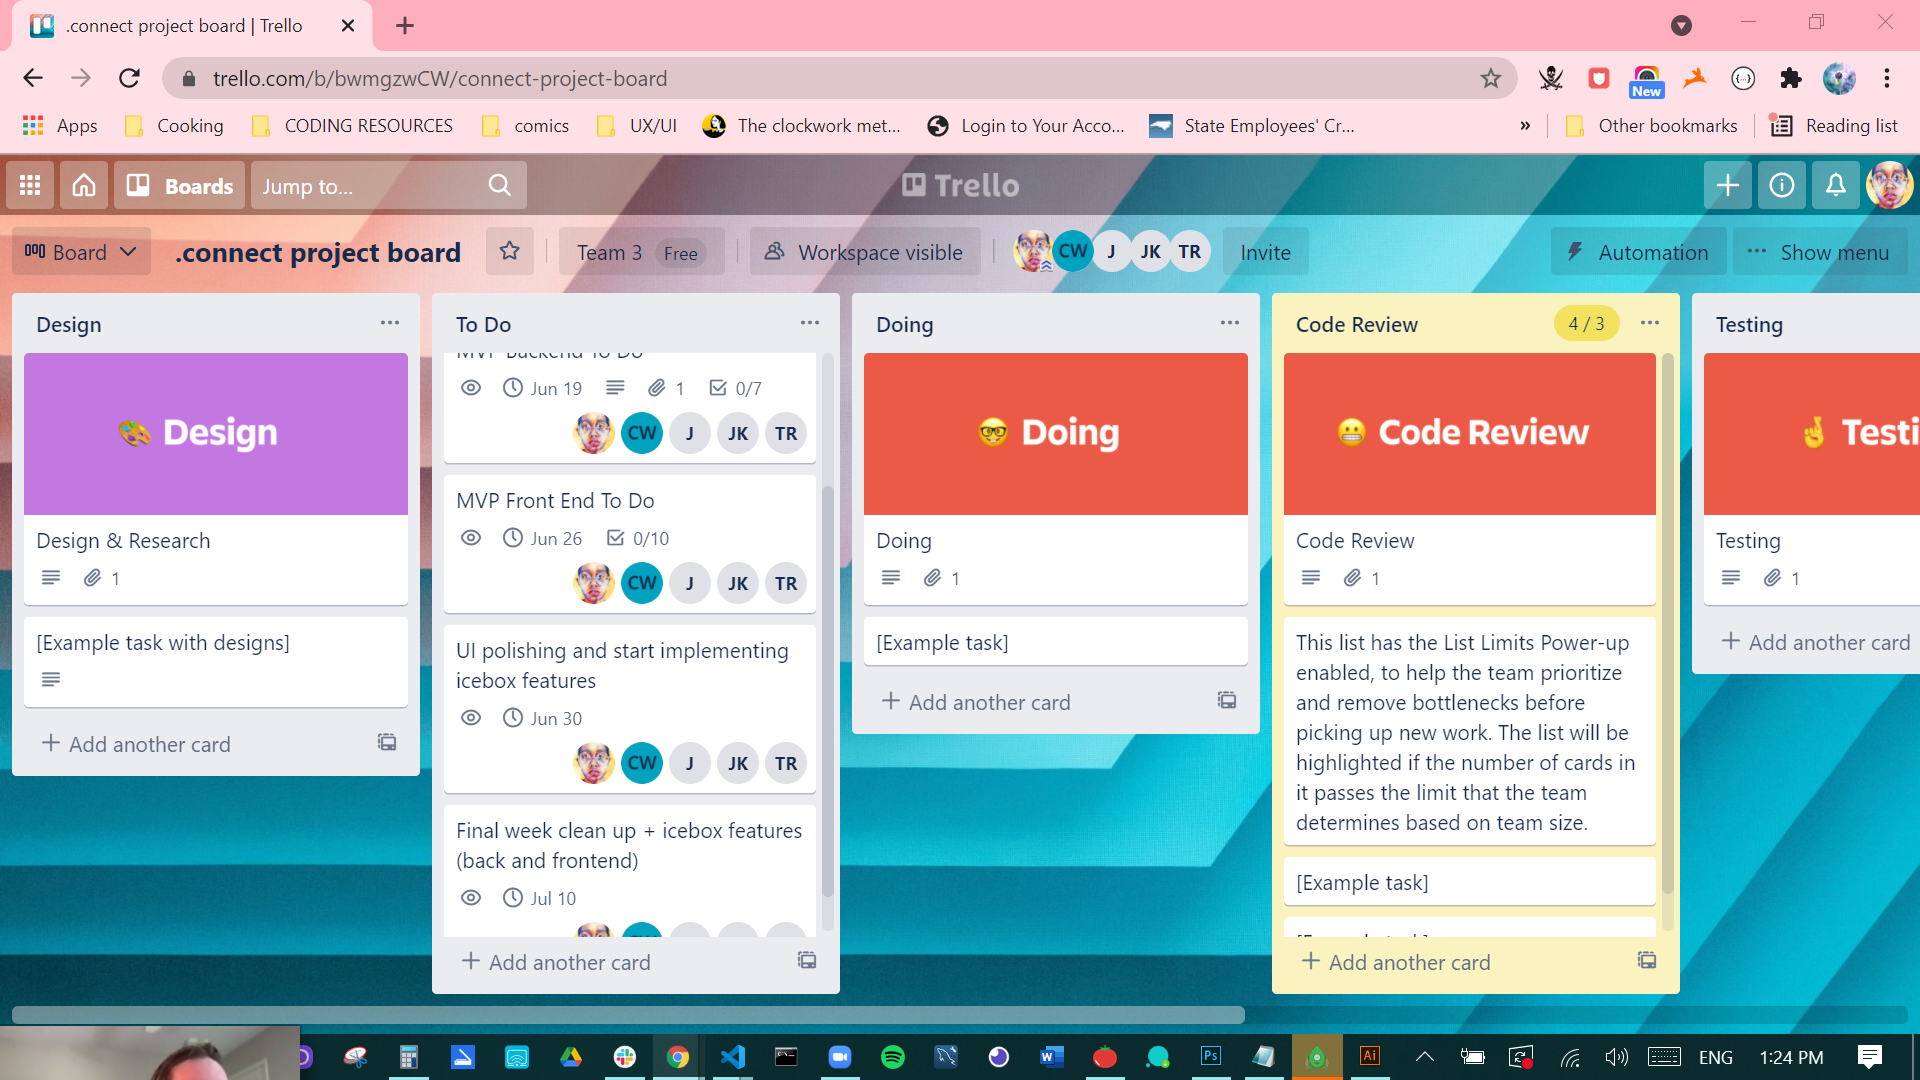 .connect project board | Trello
trello.com/b/bwmgzwCW/connect-project-board
New
Apps
Cooking
CODING RESOURCES
comics
UX/UI
The clockwork met...
Login to Your Acco...
State Employees' Cr...
»
Other bookmarks
Reading list
Boards
Jump to...
Trello
Board
.connect project board
Team 3 Free
Workspace visible
CW J JK TR
Invite
Automation
Show menu
Design
Design
Design & Research
1
[Example task with designs]
+ Add another card
To Do
MVP Backend To Do
Jun 19 1 0/7
CW J JK TR
MVP Front End To Do
Jun 26 0/10
CW J JK TR
UI polishing and start implementing
icebox features
Jun 30
CW J JK TR
Final week clean up + icebox features
(back and frontend)
Jul 10
CW
+ Add another card
Doing
Doing
Doing
1
[Example task]
+ Add another card
Code Review 4 / 3
Code Review
Code Review
1
This list has the List Limits Power-up
enabled, to help the team prioritize
and remove bottlenecks before
picking up new work. The list will be
highlighted if the number of cards in
it passes the limit that the team
determines based on team size.
[Example task]
[Example task]
+ Add another card
Testing
Testi
Testing
1
+ Add another card
W
Ps
Ai
ENG
1:24 PM